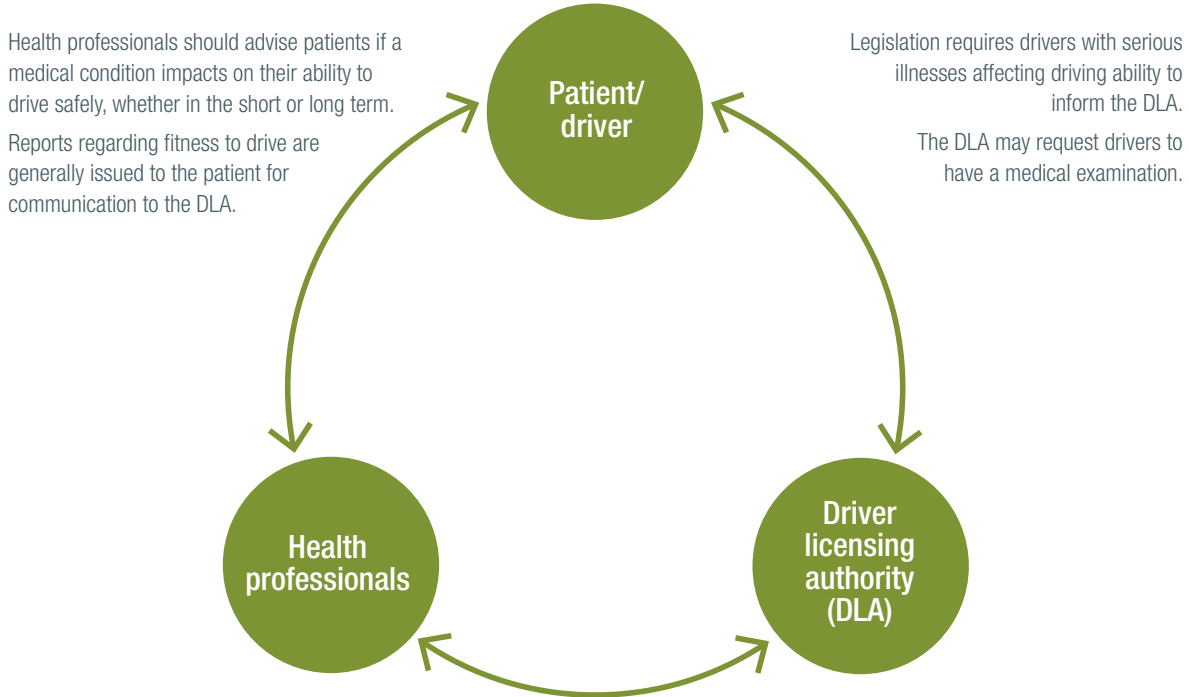 Health professionals should advise patients if a
medical condition impacts on their ability to
drive safely, whether in the short or long term.
Reports regarding fitness to drive are
generally issued to the patient for
communication to the DLA.
Patient/
driver
Legislation requires drivers with serious
illnesses affecting driving ability to
inform the DLA.
The DLA may request drivers to
have a medical examination.
Health
professionals
Driver
licensing
authority
(DLA)